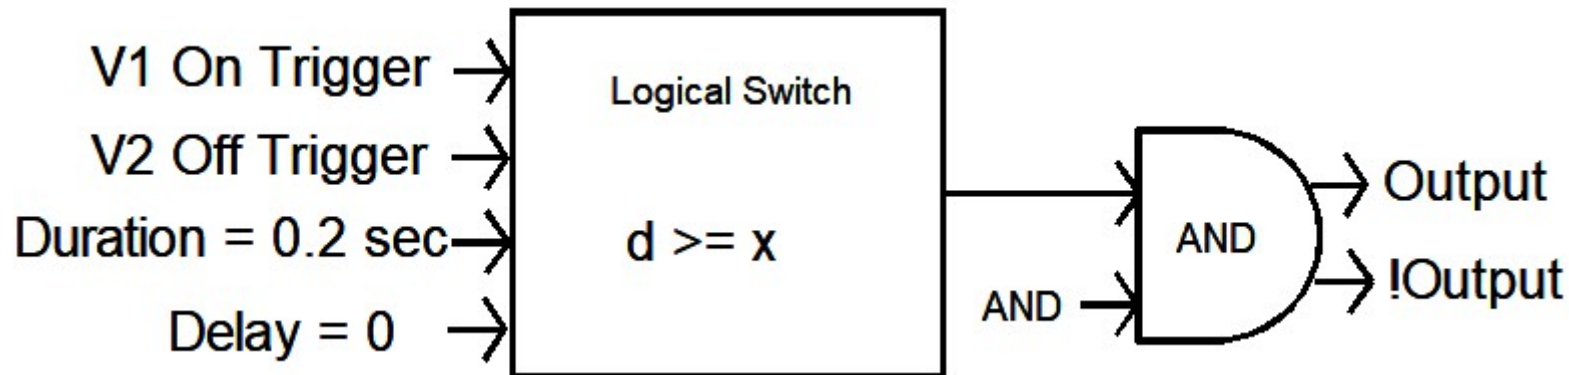 V1 On Trigger
V2 Off Trigger
Duration = 0.2 sec
Delay = 0
Logical Switch
d >= x
AND
AND
Output
!Output